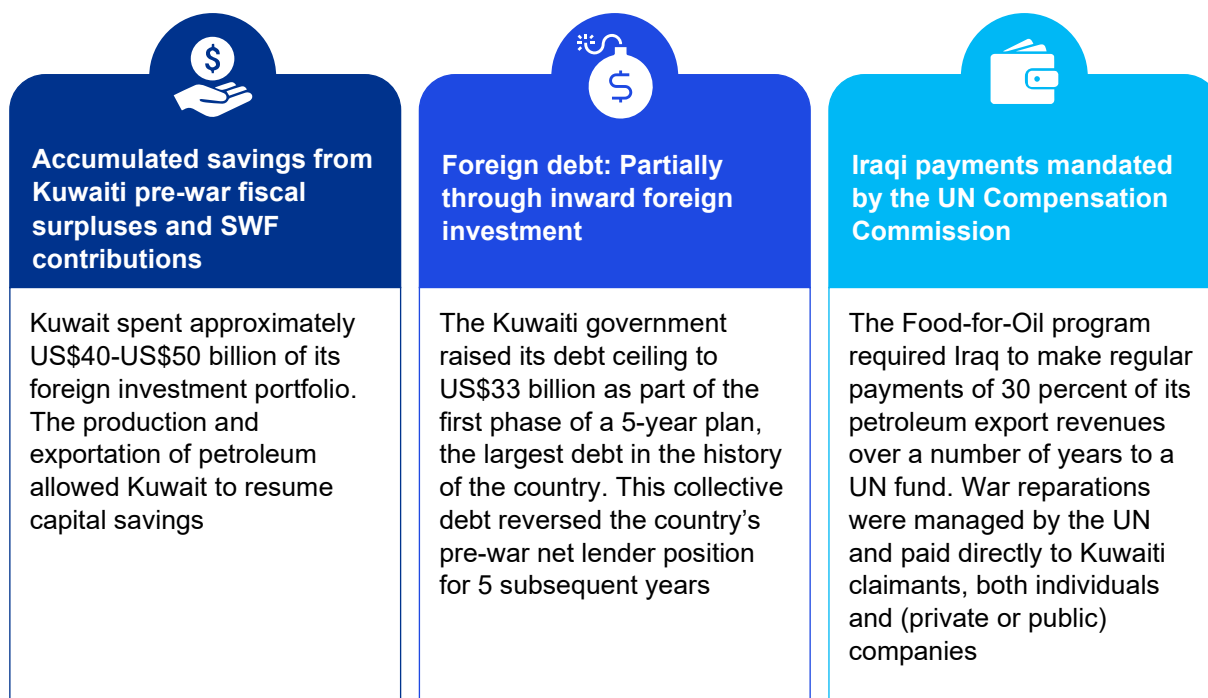 $
Accumulated savings from
Kuwaiti pre-war fiscal
surpluses and SWF
contributions
Kuwait spent approximately
US$40-US$50 billion of its
foreign investment portfolio.
The production and
exportation of petroleum
allowed Kuwait to resume
capital savings
$
Foreign debt: Partially
through inward foreign
investment
The Kuwaiti government
raised its debt ceiling to
US$33 billion as part of the
first phase of a 5-year plan,
the largest debt in the history
of the country. This collective
debt reversed the country’s
pre-war net lender position
for 5 subsequent years
Iraqi payments mandated
by the UN Compensation
Commission
The Food-for-Oil program
required Iraq to make regular
payments of 30 percent of its
petroleum export revenues
over a number of years to a
UN fund. War reparations
were managed by the UN
and paid directly to Kuwaiti
claimants, both individuals
and (private or public)
companies